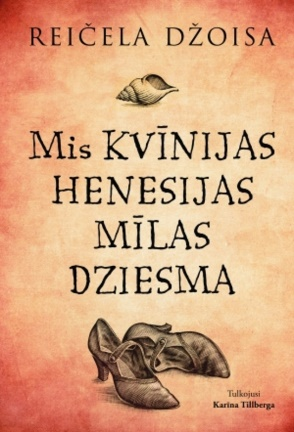 REIČELA DŽOISA
Mis KVĪNIJAS
HENESIJAS
MĪLAS
DZIESMA
Tulkojusi
Karina Tillberga